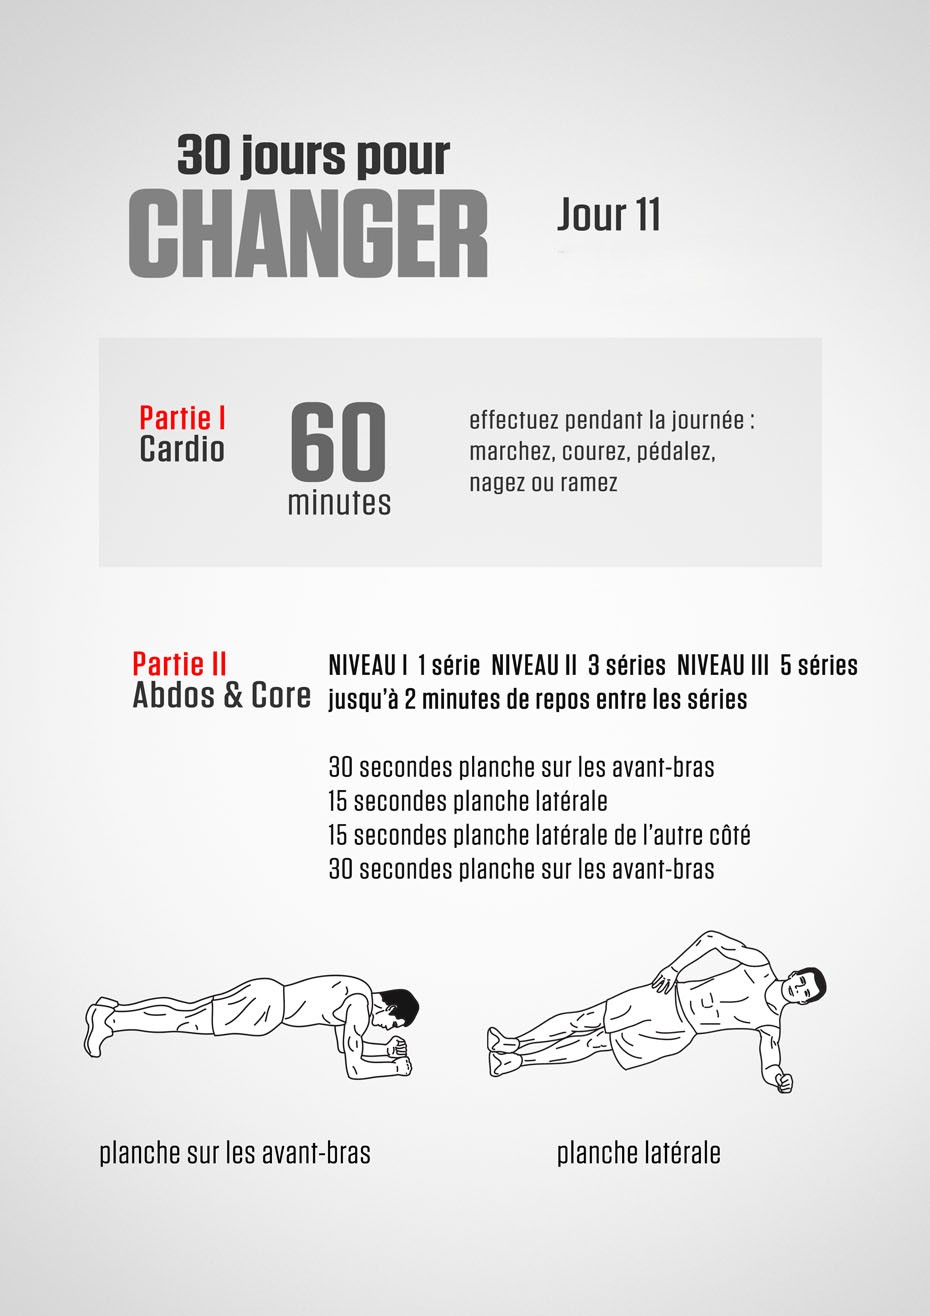 30 jours pour
CHANGER
Jour 11
Partie I
Cardio
60
minutes
effectuez pendant la journée :
marchez, courez, pédalez,
nagez ou ramez
Partie II
Abdos & Core
NIVEAU I 1 série NIVEAU II 3 séries NIVEAU III 5 séries
jusqu’à 2 minutes de repos entre les séries
30 secondes planche sur les avant-bras
15 secondes planche latérale
15 secondes planche latérale de l’autre côté
30 secondes planche sur les avant-bras
planche sur les avant-bras
planche latérale